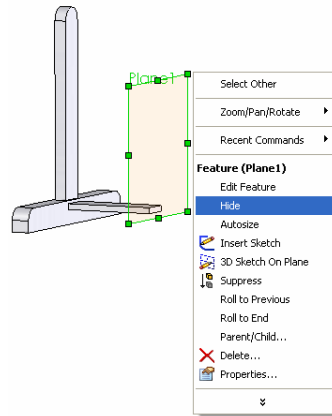 Plane1
Select Other
Zoom/Pan/Rotate
Recent Commands
Feature (Plane1)
Edit Feature
Hide
Autosize
Insert Sketch
3D Sketch On Plane
Suppress
Roll to Previous
Roll to End
Parent/Child...
Delete...
Properties...